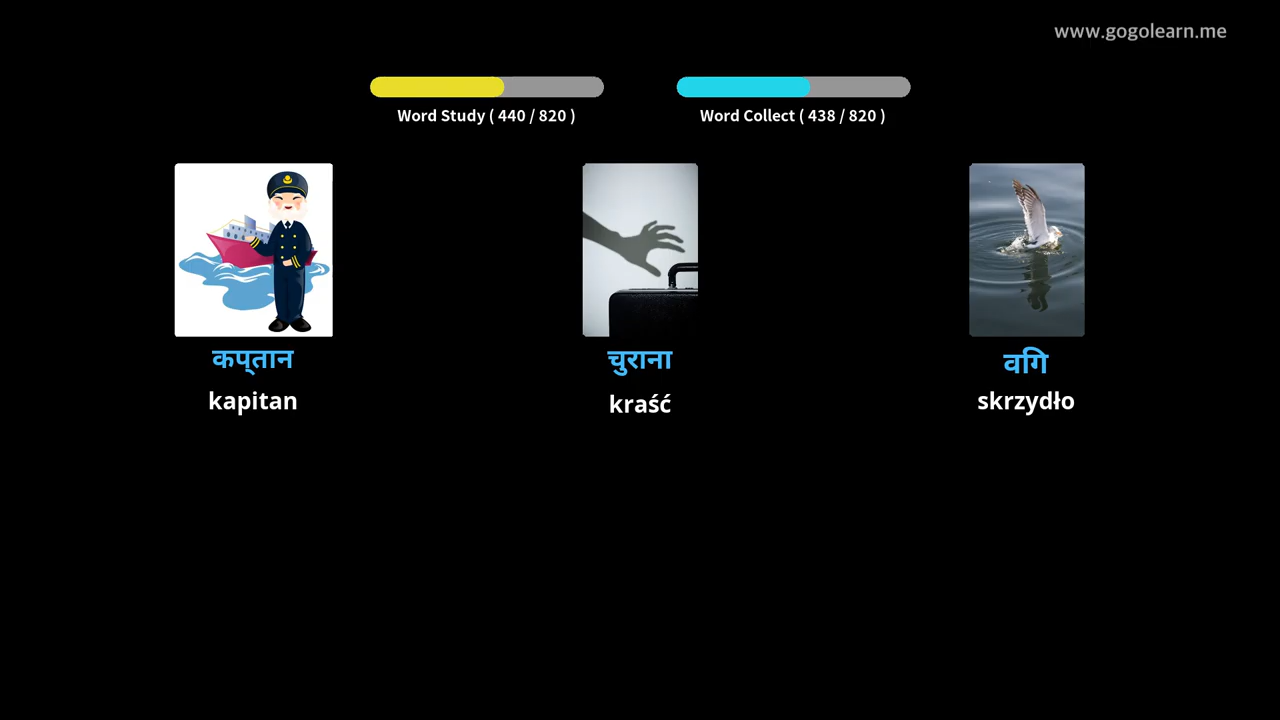 www.gogolearn.me
Word Study ( 440 / 820 )
Word Collect ( 438 / 820 )
कप्तान
चुराना
वगि
kapitan
kraść
skrzydło